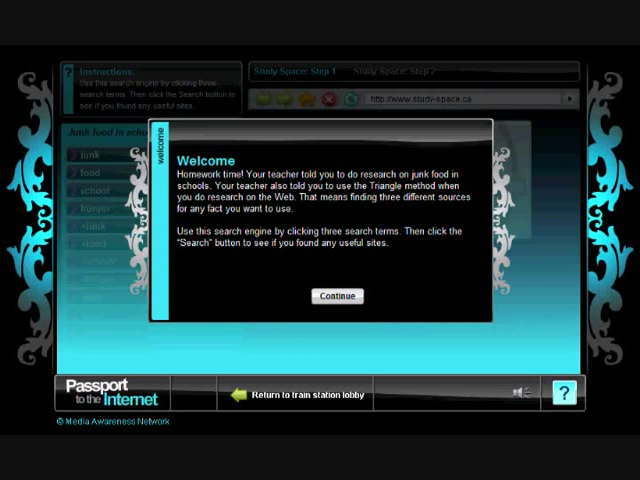 Instructions:
Use this search engine by clicking three
search terms. Then click the Search button to
see if you found any useful sites.
Study Space: Step 1 Study Space: Step 2
http://www.study-space.ca
Junk food in scho
junk
food
school
burger
+junk
+food
welcome
Welcome
Homework time! Your teacher told you to do research on junk food in
schools. Your teacher also told you to use the Triangle method when
you do research on the Web. That means finding three different sources
for any fact you want to use.
Use this search engine by clicking three search terms. Then click the
"Search" button to see if you found any useful sites.
Continue
Passport
to the Internet
Return to train station lobby
?
© Media Awareness Network